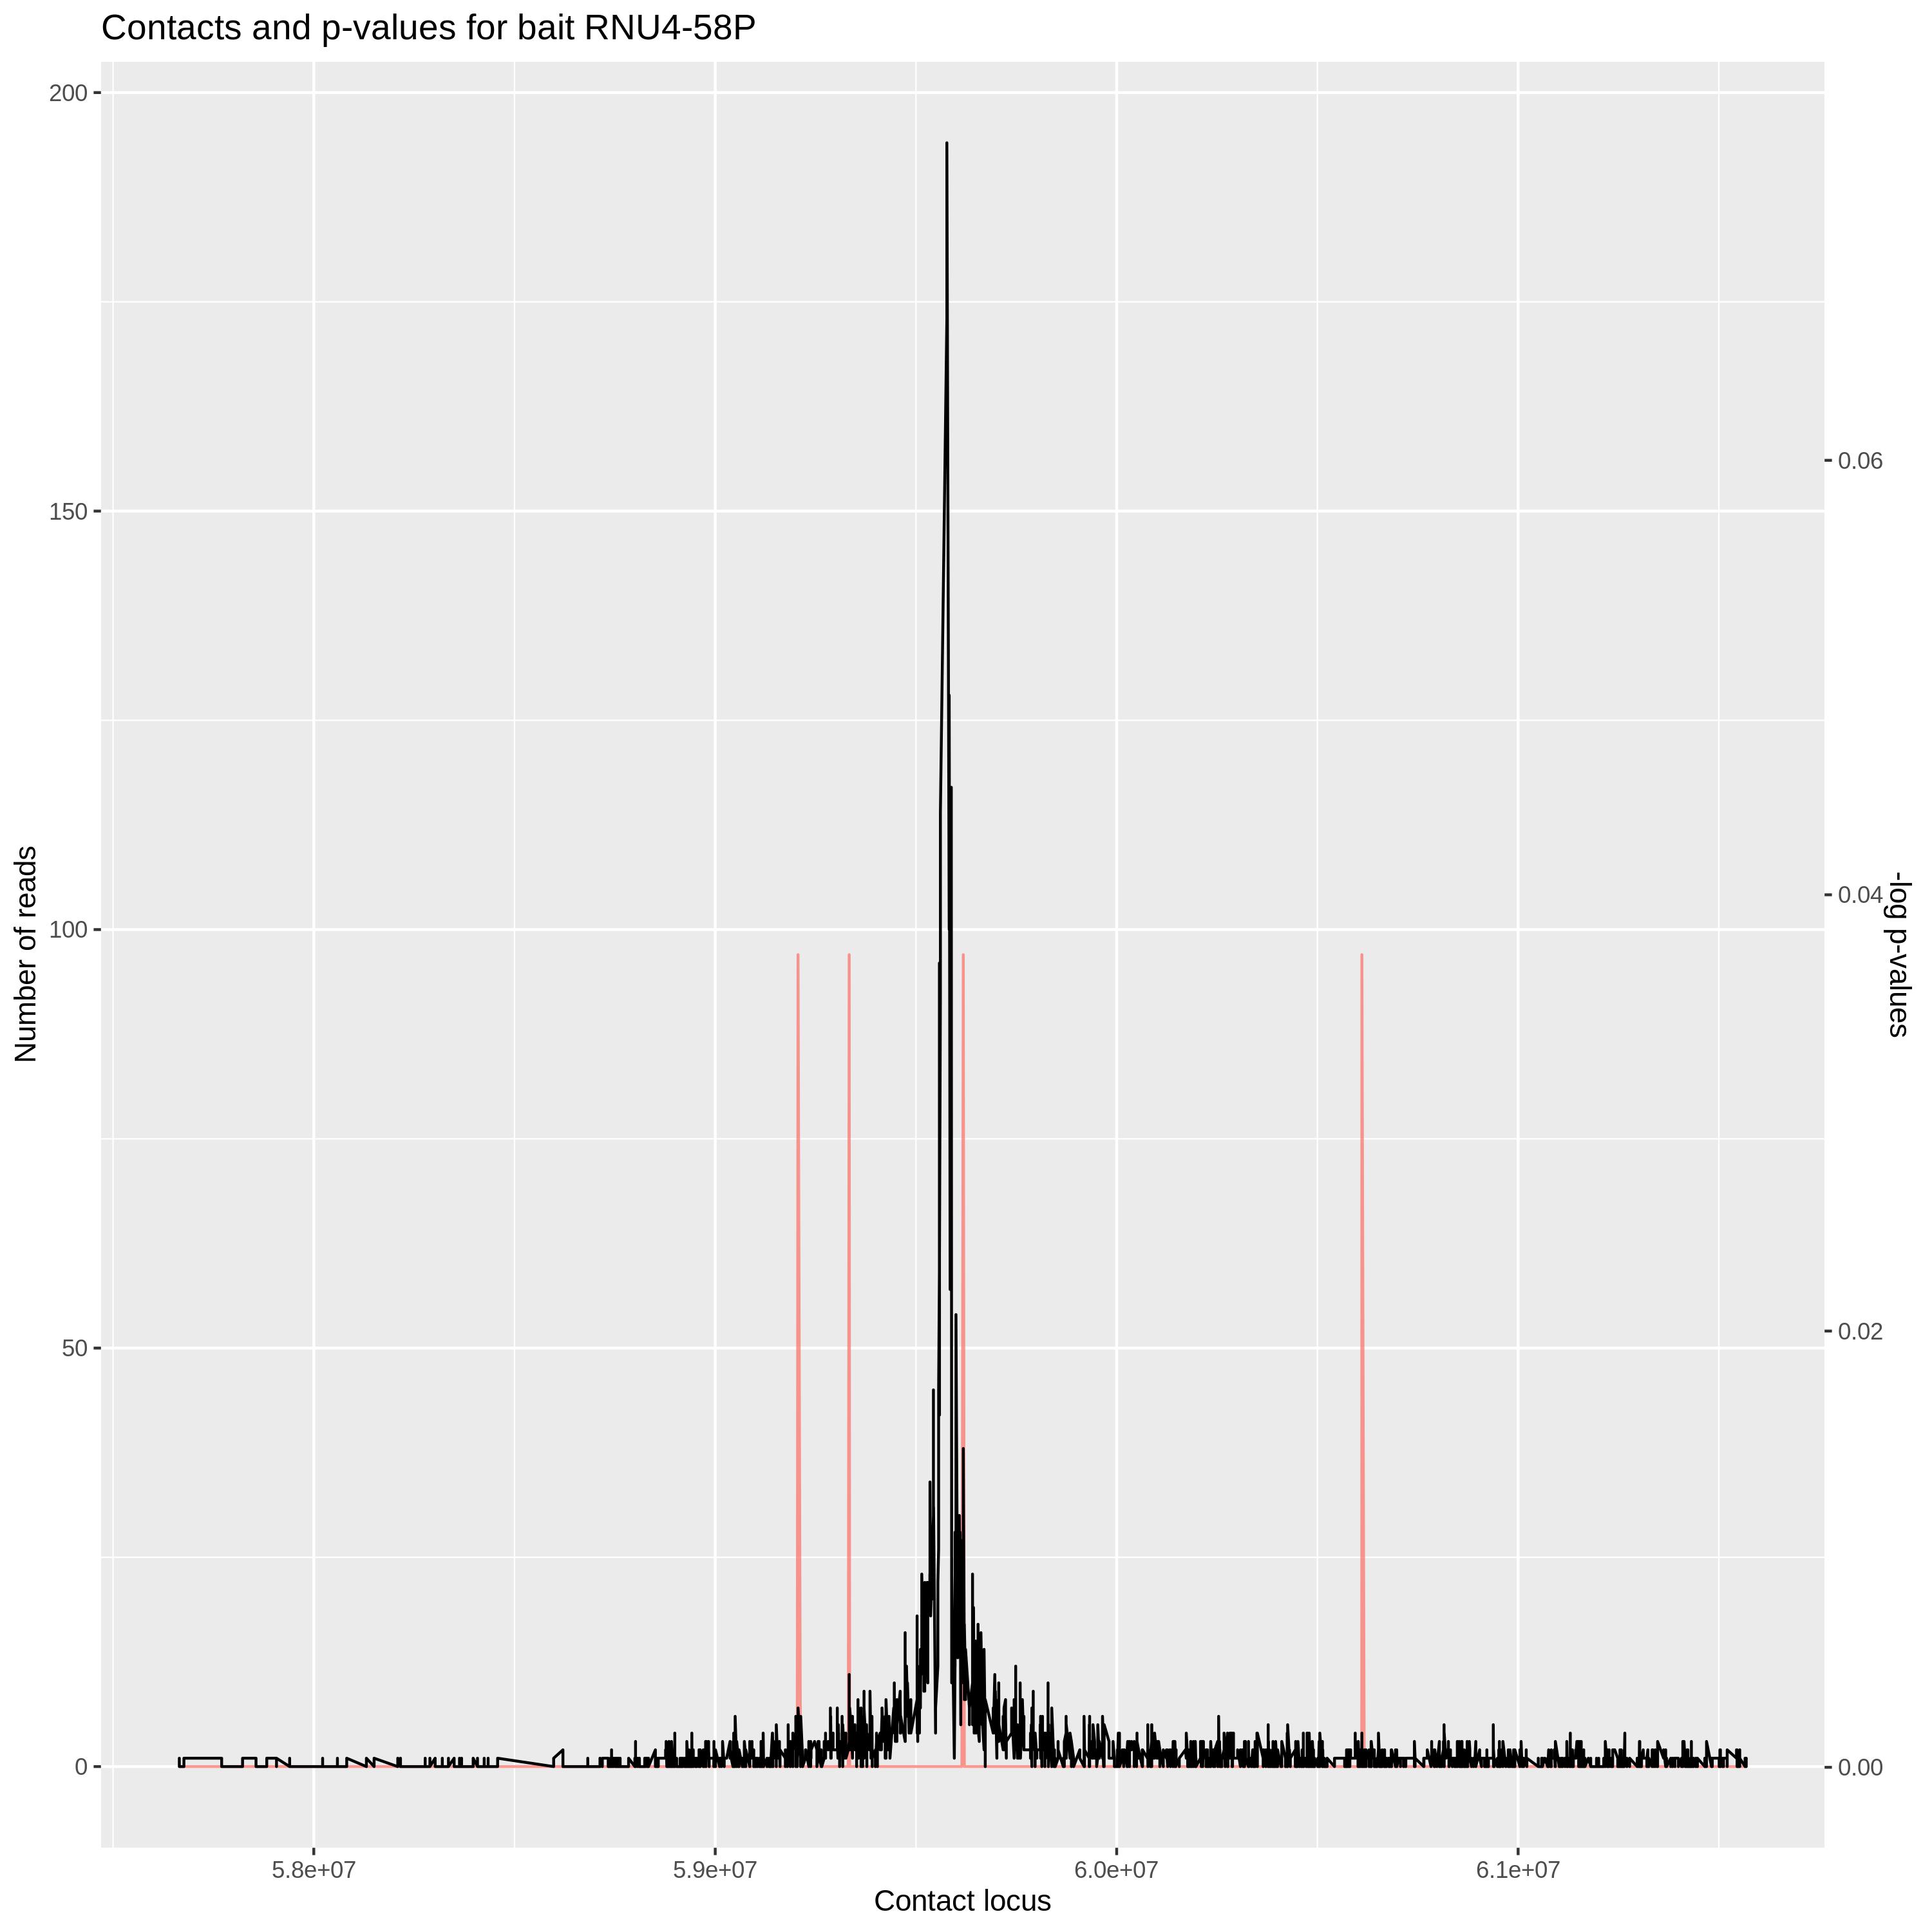 Contacts and p-values for bait RNU4-58P
200
150
100
50
0
Number of reads
0.06
0.04
0.02
0.00
-log p-values
5.8e+07
5.9e+07
6.0e+07
6.1e+07
Contact locus